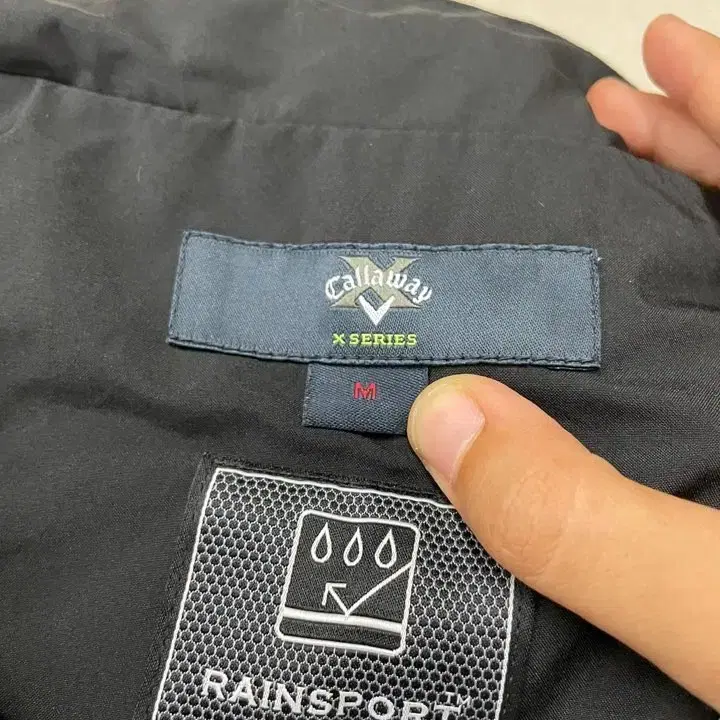 X
Callaway
X SERIES
M
RAINSPORT™